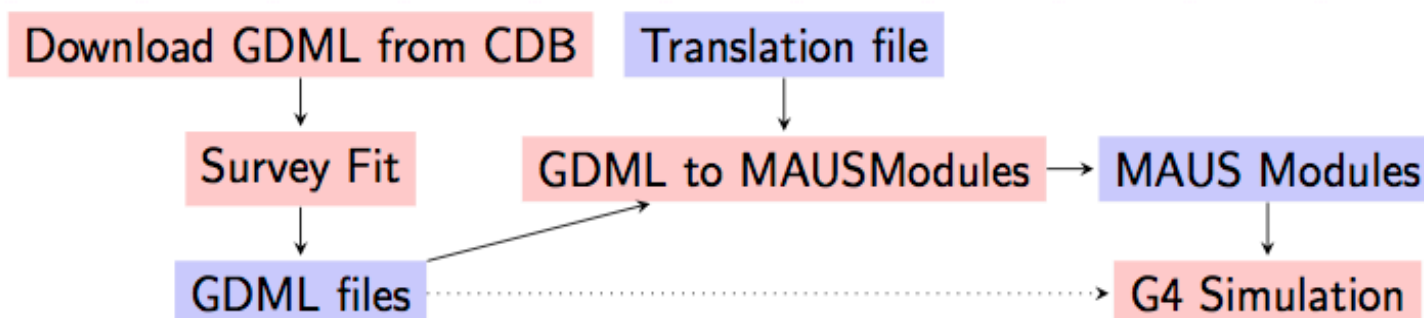 Download GDML from CDB
Translation file
Survey Fit
GDML to MAUSModules
MAUS Modules
GDML files
G4 Simulation